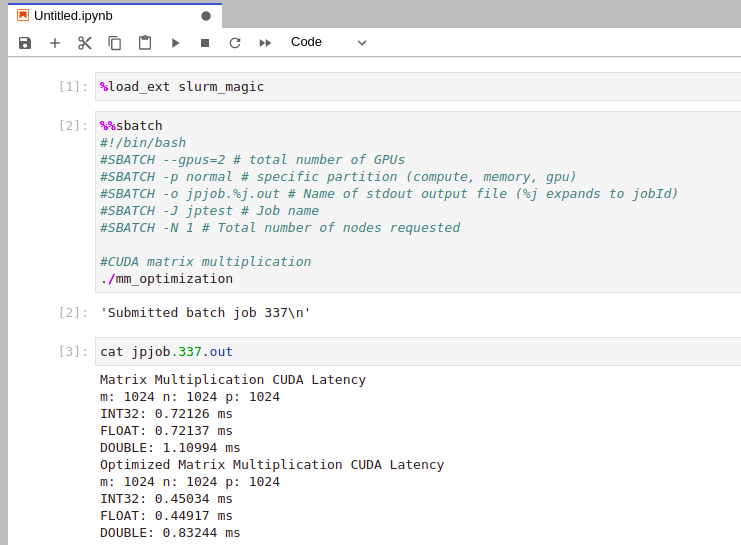 Untitled.ipynb
Code
[1]: %load_ext slurm_magic
[2]: %%sbatch
#!/bin/bash
#SBATCH --gpus=2 # total number of GPUs
#SBATCH -p normal # specific partition (compute, memory, gpu)
#SBATCH -o jpjob.%j.out # Name of stdout output file (%j expands to jobId)
#SBATCH -J jptest # Job name
#SBATCH -N 1 # Total number of nodes requested
#CUDA matrix multiplication
./mm_optimization
[2]: 'Submitted batch job 337\n'
[3]: cat jpjob.337.out
Matrix Multiplication CUDA Latency
m: 1024 n: 1024 p: 1024
INT32: 0.72126 ms
FLOAT: 0.72137 ms
DOUBLE: 1.10994 ms
Optimized Matrix Multiplication CUDA Latency
m: 1024 n: 1024 p: 1024
INT32: 0.45034 ms
FLOAT: 0.44917 ms
DOUBLE: 0.83244 ms